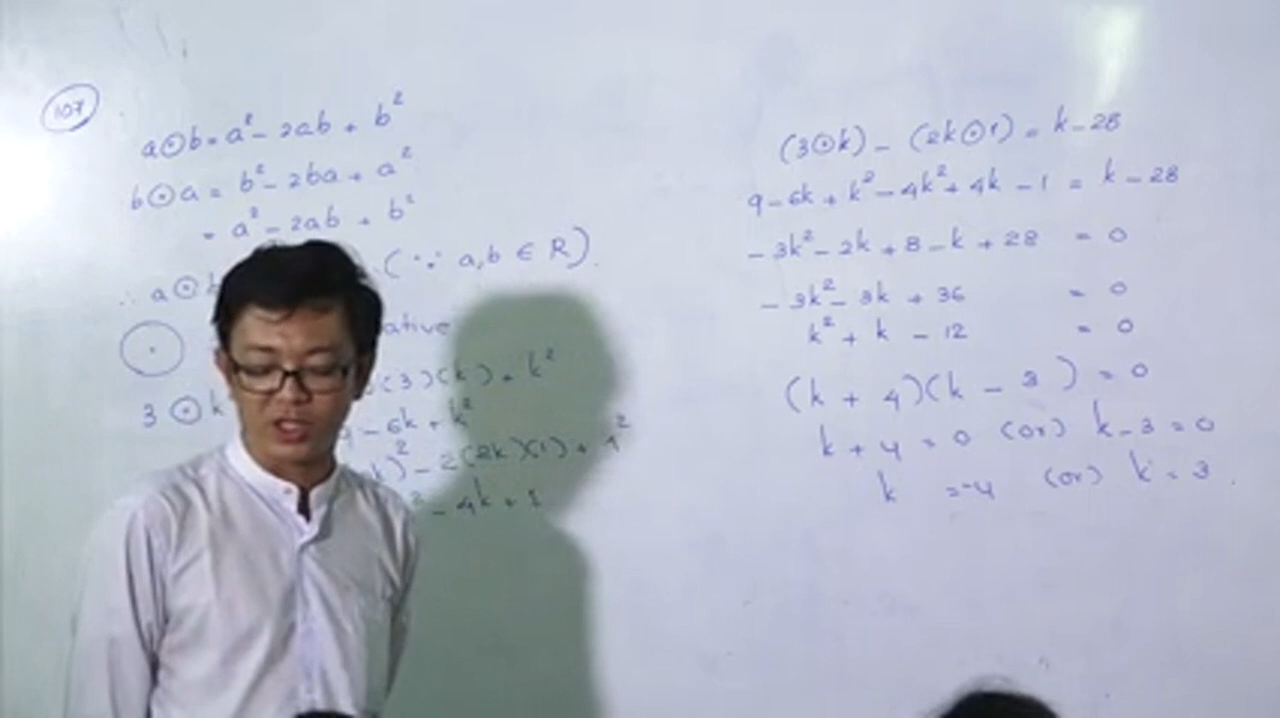 107
a⊙b = a² - 2ab + b²
b⊙a = b² - 2ba + a²
= a² - 2ab + b²
∴ a⊙b (∵ a,b ∈ R).
⊙ ative
3 ⊙ k (3)(k) + k²
9 - 6k + k²
k)² - 2(2k)(1) + 1²
² - 4k + 1
(3⊙k) - (2k⊙1) = k - 28
9 - 6k + k² - 4k² + 4k - 1 = k - 28
- 3k² - 2k + 8 - k + 28 = 0
- 3k² - 3k + 36 = 0
k² + k - 12 = 0
(k + 4)(k - 3) = 0
k + 4 = 0 (or) k - 3 = 0
k = -4 (or) k = 3.